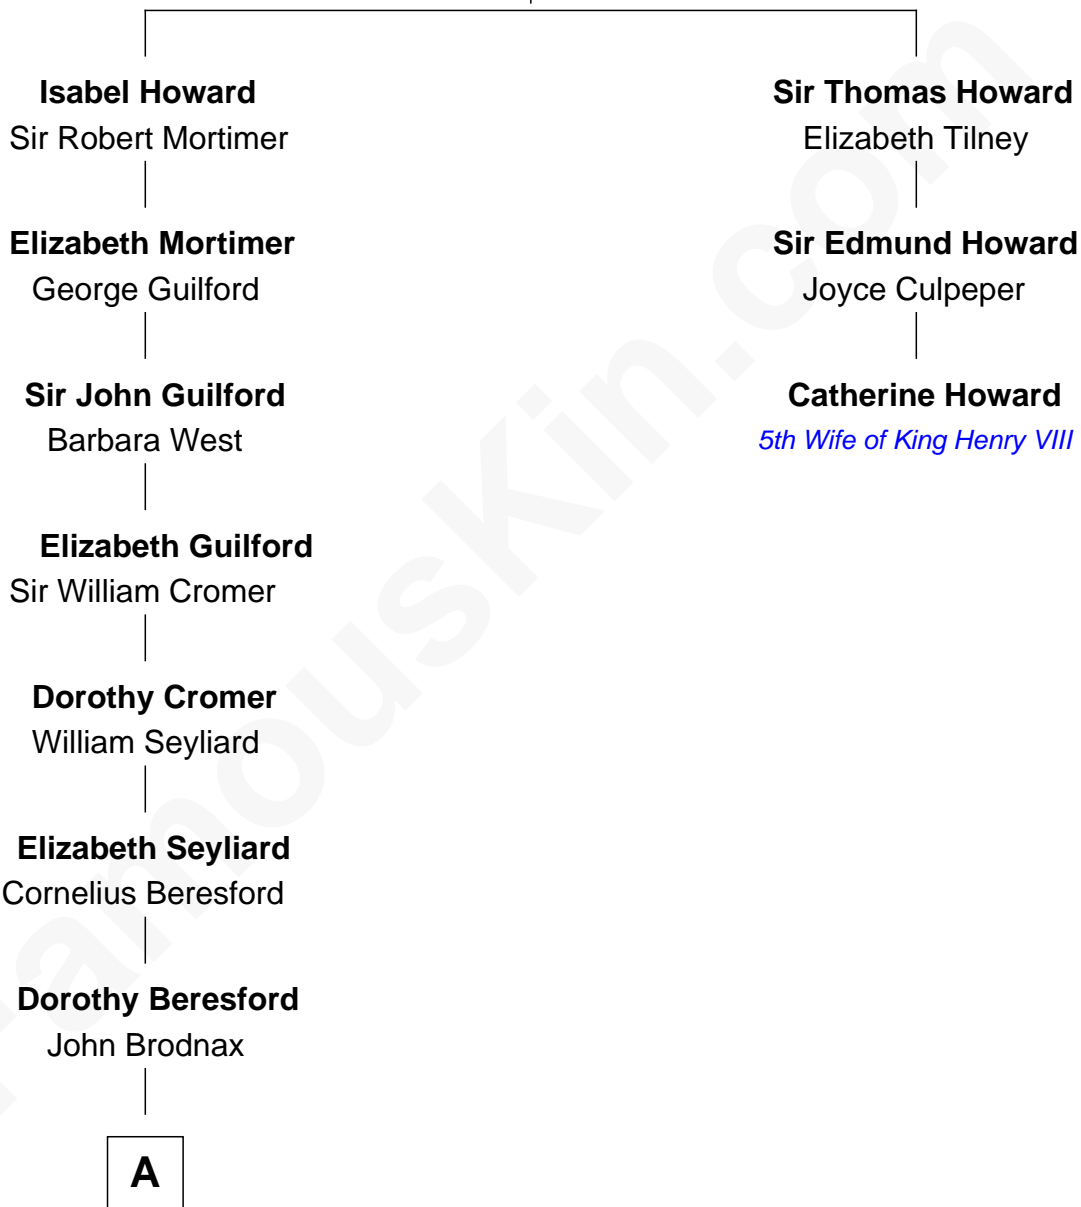 Isabel Howard
Sir Robert Mortimer
Sir Thomas Howard
Elizabeth Tilney
Elizabeth Mortimer
George Guilford
Sir Edmund Howard
Joyce Culpeper
Sir John Guilford
Barbara West
Catherine Howard
5th Wife of King Henry VIII
Elizabeth Guilford
Sir William Cromer
Dorothy Cromer
William Seyliard
Elizabeth Seyliard
Cornelius Beresford
Dorothy Beresford
John Brodnax
A
FamousKin.com